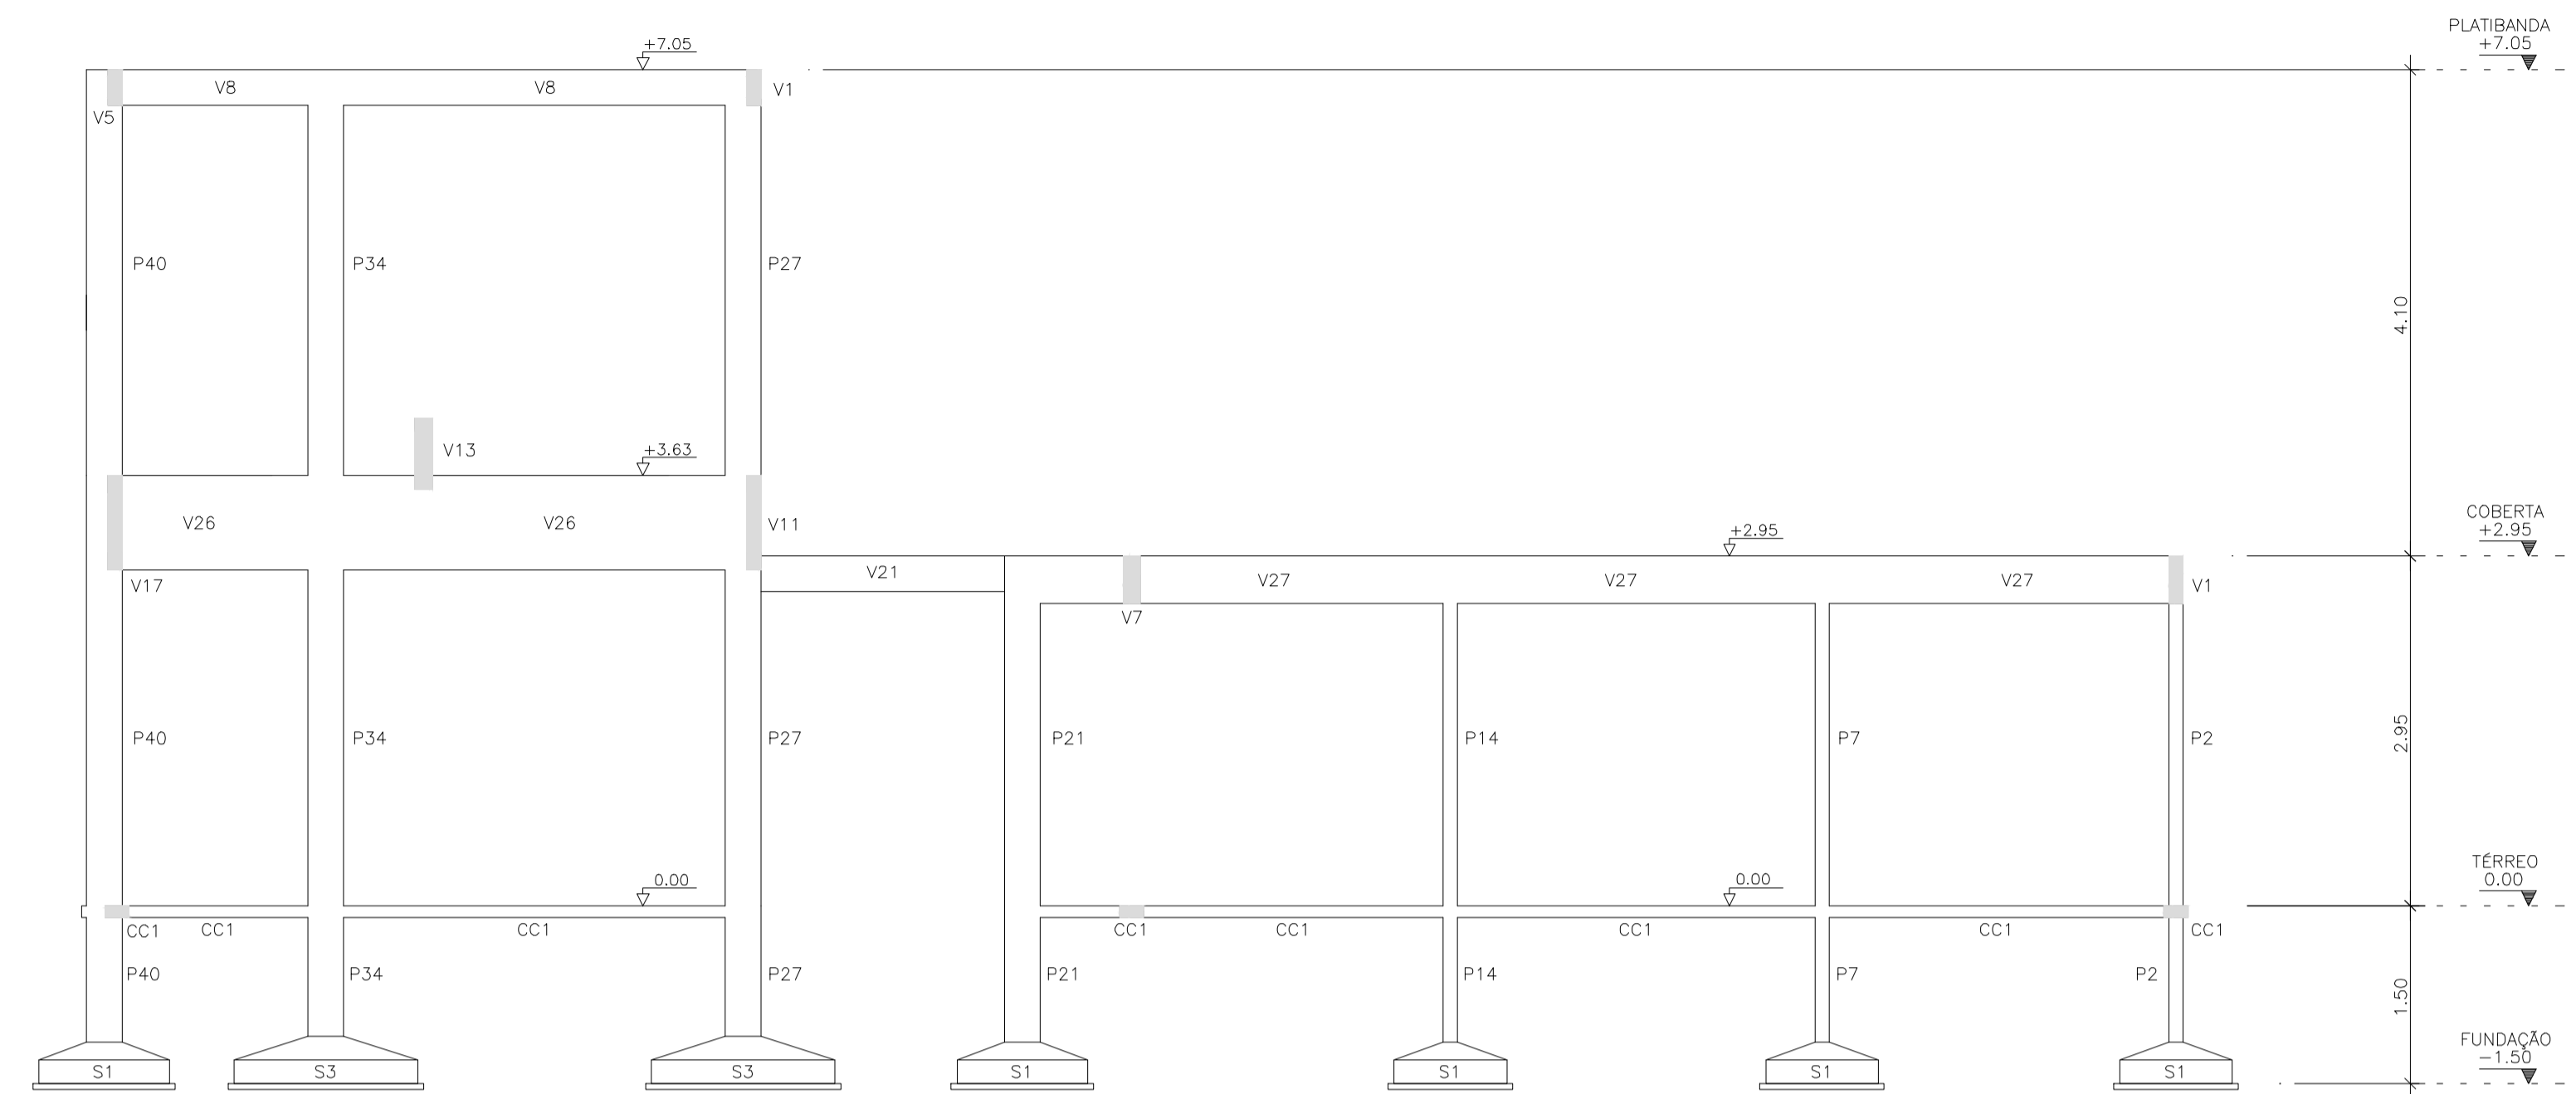 PLATIBANDA
+7.05
+7.05
V8
V8
V1
V5
P40
P34
P27
4.10
V13
+3.63
+3.63
V26
V26
V11
COBERTA
+2.95
+2.95
V21
V27
V27
V27
V17
V1
V7
P40
P34
P27
P21
P14
P7
P2
2.95
TÉRREO
0.00
0.00
0.00
CC1
CC1
CC1
CC1
CC1
CC1
CC1
CC1
P40
P34
P27
P21
P14
P7
P2
1.50
FUNDAÇÃO
−1.50
S1
S3
S3
S1
S1
S1
S1